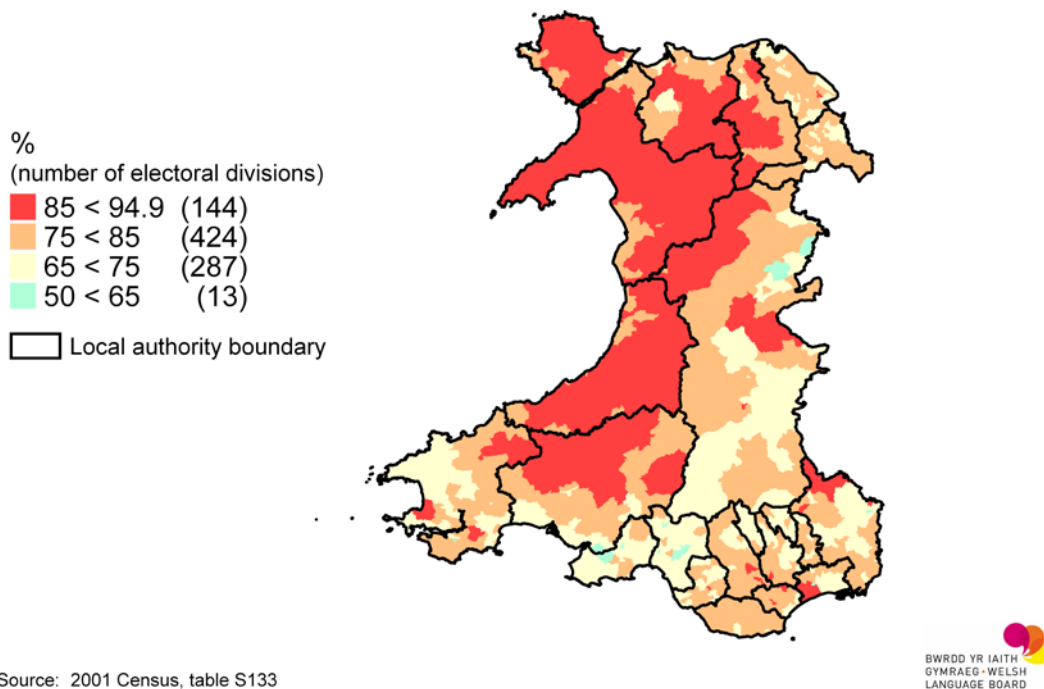 %
(number of electoral divisions)
85 < 94.9 (144)
75 < 85 (424)
65 < 75 (287)
50 < 65 (13)
Local authority boundary
Source: 2001 Census, table S133
BWRDD YR IAITH
GYMRAEG • WELSH
LANGUAGE BOARD